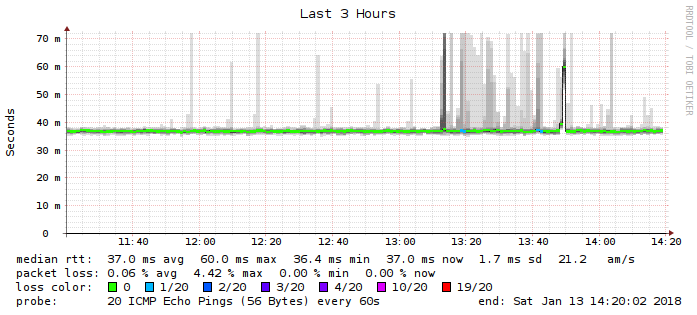 Last 3 Hours
RRDTOOL / TOBI OETIKER
Seconds
70 m
60 m
50 m
40 m
30 m
20 m
10 m
0
11:40 12:00 12:20 12:40 13:00 13:20 13:40 14:00 14:20
median rtt: 37.0 ms avg 60.0 ms max 36.4 ms min 37.0 ms now 1.7 ms sd 21.2 am/s
packet loss: 0.06 % avg 4.42 % max 0.00 % min 0.00 % now
loss color: 0 1/20 2/20 3/20 4/20 10/20 19/20
probe: 20 ICMP Echo Pings (56 Bytes) every 60s end: Sat Jan 13 14:20:02 2018